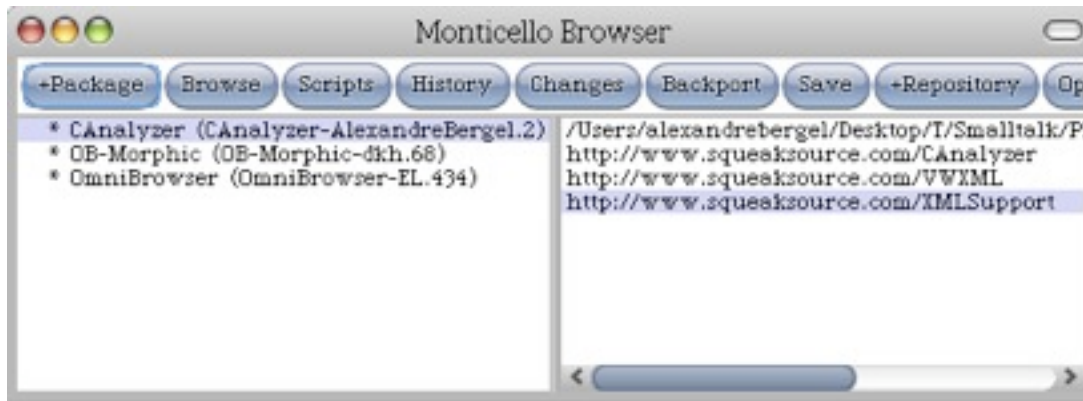 Monticello Browser
+Package Browse Scripts History Changes Backport Save +Repository Op
* CAnalyzer (CAnalyzer-AlexandreBergel.2)
* OB-Morphic (OB-Morphic-dkh.68)
* OmniBrowser (OmniBrowser-EL.434)
/Users/alexandrebergel/Desktop/T/Smalltalk/P
http://www.squeaksource.com/CAnalyzer
http://www.squeaksource.com/VWXML
http://www.squeaksource.com/XMLSupport